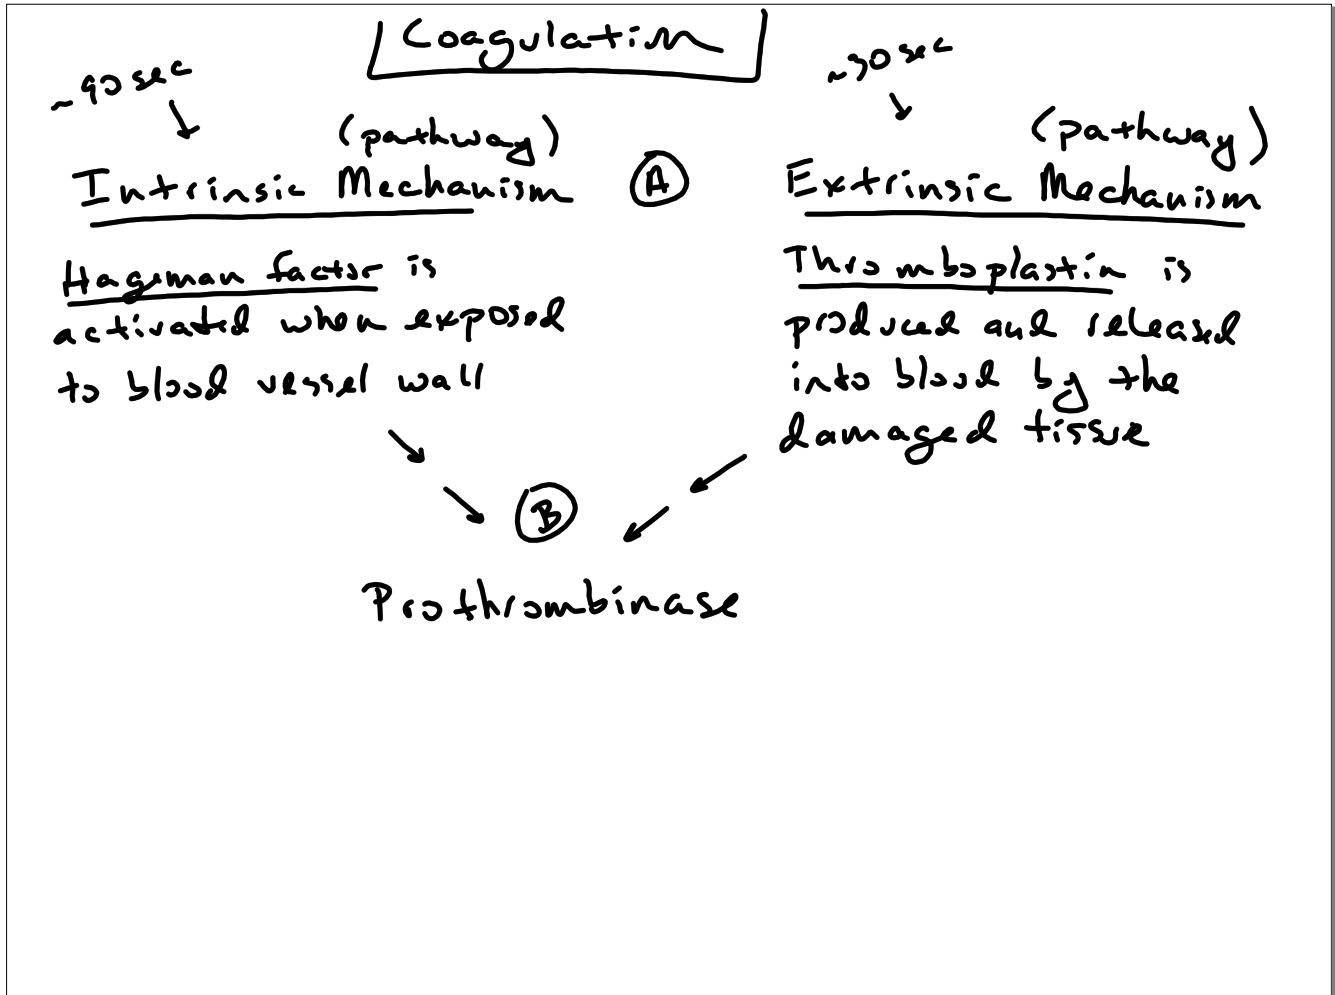 Coagulation
~90 sec
~30 sec
(pathway)
(pathway)
Intrinsic Mechanism
A
Extrinsic Mechanism
Hageman factor is
activated when exposed
to blood vessel wall
Thromboplastin is
produced and released
into blood by the
damaged tissue
B
Prothrombinase